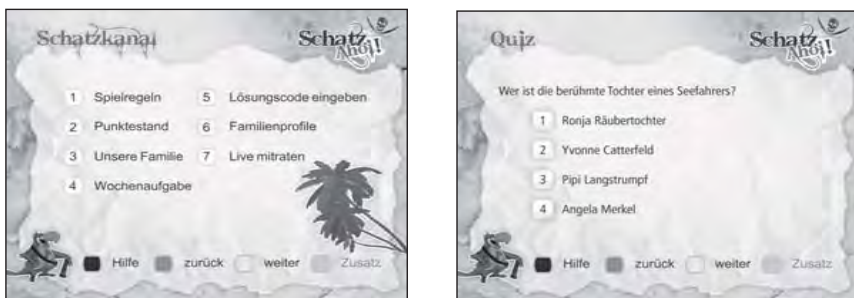 Schatzkanal
Schatz
Ahoi!
1 Spielregeln
2 Punktestand
3 Unsere Familie
4 Wochenaufgabe
5 Lösungscode eingeben
6 Familienprofile
7 Live mitraten
Hilfe zurück weiter Zusatz
Quiz
Schatz
Ahoi!
Wer ist die berühmte Tochter eines Seefahrers?
1 Ronja Räubertochter
2 Yvonne Catterfeld
3 Pipi Langstrumpf
4 Angela Merkel
Hilfe zurück weiter Zusatz